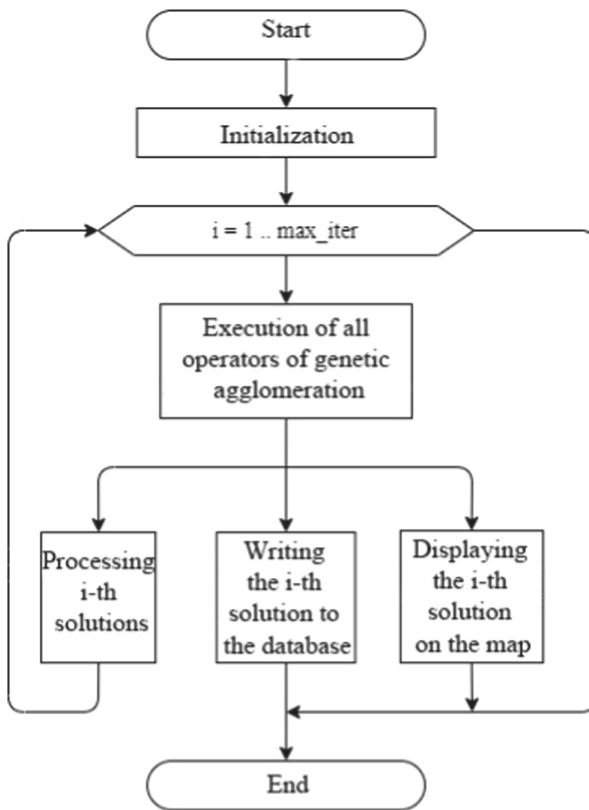 Start
Initialization
i = 1 .. max_iter
Execution of all
operators of genetic
agglomeration
Processing
i-th
solutions
Writing
the i-th
solution to
the database
Displaying
the i-th
solution
on the map
End